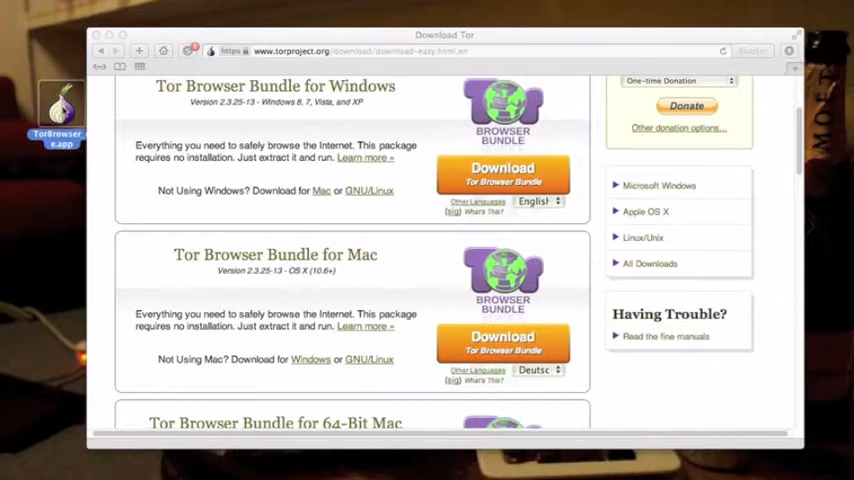 Download Tor
https www.torproject.org/download/download-easy.html.en
Reader
Tor Browser Bundle for Windows
Version 2.3.25-13 - Windows 8, 7, Vista, and XP
Everything you need to safely browse the Internet. This package
requires no installation. Just extract it and run. Learn more »
Not Using Windows? Download for Mac or GNU/Linux
BROWSER
BUNDLE
Download
Tor Browser Bundle
Other Languages English
(sig) What's This?
Tor Browser Bundle for Mac
Version 2.3.25-13 - OS X (10.6+)
Everything you need to safely browse the Internet. This package
requires no installation. Just extract it and run. Learn more »
Not Using Mac? Download for Windows or GNU/Linux
Tor
BROWSER
BUNDLE
Download
Tor Browser Bundle
Other Languages Deutsc
(sig) What's This?
Tor Browser Bundle for 64-Bit Mac
One-time Donation
Donate
Other donation options...
Microsoft Windows
Apple OS X
Linux/Unix
All Downloads
Having Trouble?
Read the fine manuals
TorBrowser_
e.app
MOET